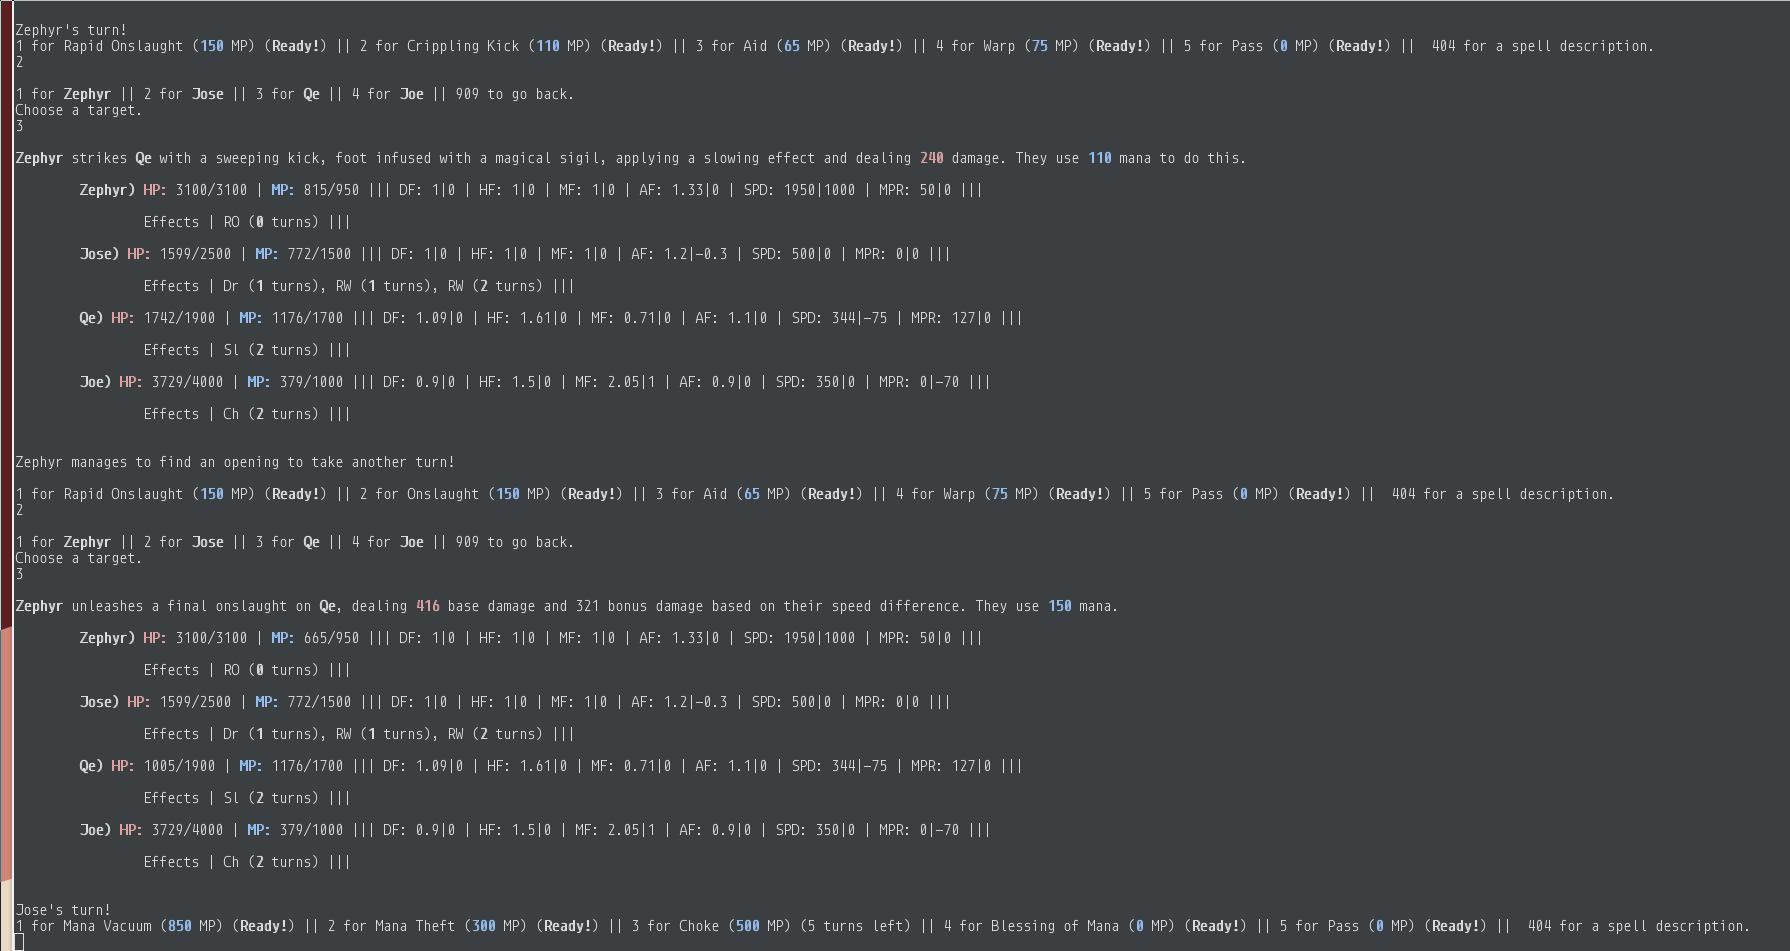 Zephyr's turn!
1 for Rapid Onslaught (150 MP) (Ready!) || 2 for Crippling Kick (110 MP) (Ready!) || 3 for Aid (65 MP) (Ready!) || 4 for Warp (75 MP) (Ready!) || 5 for Pass (0 MP) (Ready!) ||  404 for a spell description.
2
1 for Zephyr || 2 for Jose || 3 for Qe || 4 for Joe || 909 to go back.
Choose a target.
3
Zephyr strikes Qe with a sweeping kick, foot infused with a magical sigil, applying a slowing effect and dealing 240 damage. They use 110 mana to do this.
Zephyr) HP: 3100/3100 | MP: 815/950 ||| DF: 1|0 | HF: 1|0 | MF: 1|0 | AF: 1.33|0 | SPD: 1950|1000 | MPR: 50|0 |||
Effects | RO (0 turns) |||
Jose) HP: 1599/2500 | MP: 772/1500 ||| DF: 1|0 | HF: 1|0 | MF: 1|0 | AF: 1.2|-0.3 | SPD: 500|0 | MPR: 0|0 |||
Effects | Dr (1 turns), RW (1 turns), RW (2 turns) |||
Qe) HP: 1742/1900 | MP: 1176/1700 ||| DF: 1.09|0 | HF: 1.61|0 | MF: 0.71|0 | AF: 1.1|0 | SPD: 344|-75 | MPR: 127|0 |||
Effects | Sl (2 turns) |||
Joe) HP: 3729/4000 | MP: 379/1000 ||| DF: 0.9|0 | HF: 1.5|0 | MF: 2.05|1 | AF: 0.9|0 | SPD: 350|0 | MPR: 0|-70 |||
Effects | Ch (2 turns) |||
Zephyr manages to find an opening to take another turn!
1 for Rapid Onslaught (150 MP) (Ready!) || 2 for Onslaught (150 MP) (Ready!) || 3 for Aid (65 MP) (Ready!) || 4 for Warp (75 MP) (Ready!) || 5 for Pass (0 MP) (Ready!) ||  404 for a spell description.
2
1 for Zephyr || 2 for Jose || 3 for Qe || 4 for Joe || 909 to go back.
Choose a target.
3
Zephyr unleashes a final onslaught on Qe, dealing 416 base damage and 321 bonus damage based on their speed difference. They use 150 mana.
Zephyr) HP: 3100/3100 | MP: 665/950 ||| DF: 1|0 | HF: 1|0 | MF: 1|0 | AF: 1.33|0 | SPD: 1950|1000 | MPR: 50|0 |||
Effects | RO (0 turns) |||
Jose) HP: 1599/2500 | MP: 772/1500 ||| DF: 1|0 | HF: 1|0 | MF: 1|0 | AF: 1.2|-0.3 | SPD: 500|0 | MPR: 0|0 |||
Effects | Dr (1 turns), RW (1 turns), RW (2 turns) |||
Qe) HP: 1005/1900 | MP: 1176/1700 ||| DF: 1.09|0 | HF: 1.61|0 | MF: 0.71|0 | AF: 1.1|0 | SPD: 344|-75 | MPR: 127|0 |||
Effects | Sl (2 turns) |||
Joe) HP: 3729/4000 | MP: 379/1000 ||| DF: 0.9|0 | HF: 1.5|0 | MF: 2.05|1 | AF: 0.9|0 | SPD: 350|0 | MPR: 0|-70 |||
Effects | Ch (2 turns) |||
Jose's turn!
1 for Mana Vacuum (850 MP) (Ready!) || 2 for Mana Theft (300 MP) (Ready!) || 3 for Choke (500 MP) (5 turns left) || 4 for Blessing of Mana (0 MP) (Ready!) || 5 for Pass (0 MP) (Ready!) ||  404 for a spell description.